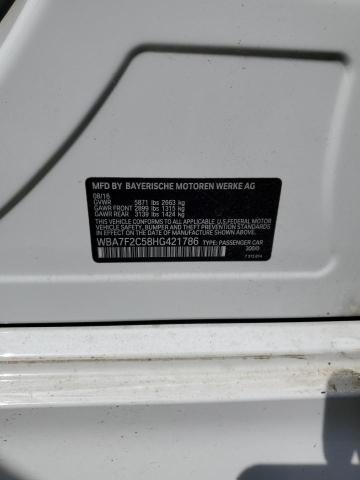 MFD BY BAYERISCHE MOTOREN WERKE AG
08/16
GVWR 5871 lbs 2663 kg
GAWR FRONT 2899 lbs 1315 kg
GAWR REAR 3139 lbs 1424 kg
THIS VEHICLE CONFORMS TO ALL APPLICABLE U.S.FEDERAL MOTOR
VEHICLE SAFETY, BUMPER, AND THEFT PREVENTION STANDARDS
IN EFFECT ON THE DATE OF MANUFACTURE SHOWN ABOVE.
WBA7F2C58HG421786 TYPE: PASSENGER CAR